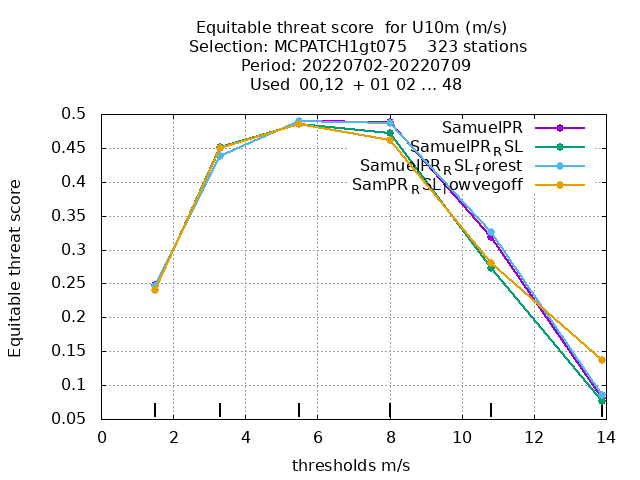 Equitable threat score  for U10m (m/s)
Selection: MCPATCH1gt075    323 stations
Period: 20220702-20220709
Used  00,12  + 01 02 ... 48
0.5
0.45
0.4
0.35
0.3
0.25
0.2
0.15
0.1
0.05
Equitable threat score
SamuelPR
SamuelPR_RSL
SamuelPR_RSL_forest
SamPR_RSL_lowvegoff
0 2 4 6 8 10 12 14
thresholds m/s